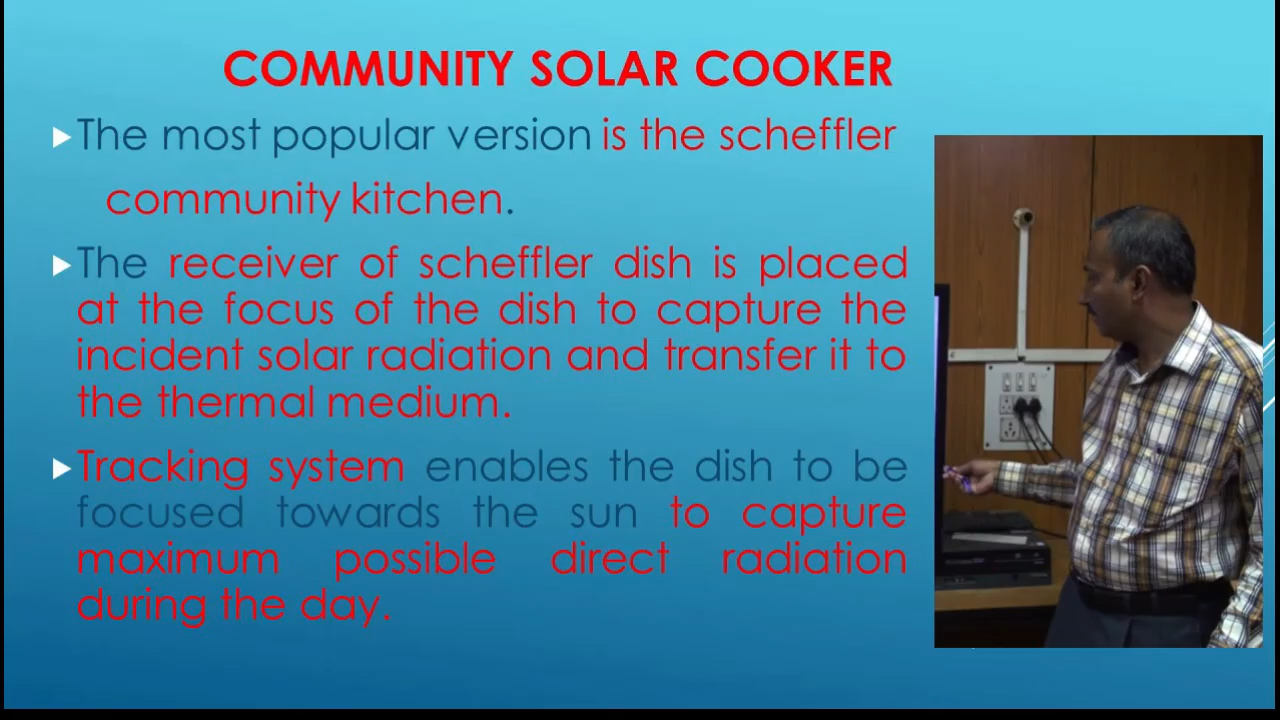 COMMUNITY SOLAR COOKER
The most popular version is the scheffler
community kitchen.
The receiver of scheffler dish is placed
at the focus of the dish to capture the
incident solar radiation and transfer it to
the thermal medium.
Tracking system enables the dish to be
focused towards the sun to capture
maximum possible direct radiation
during the day.